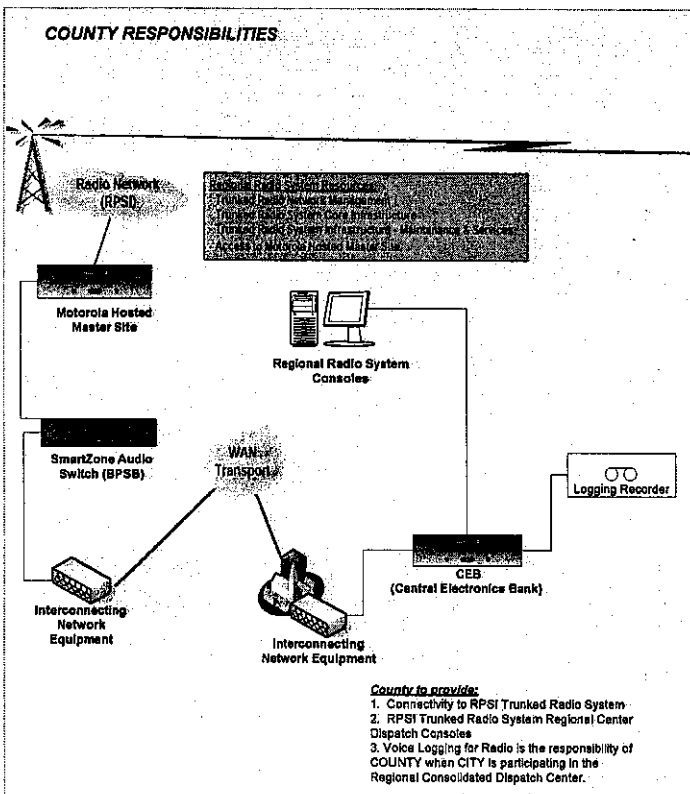 COUNTY RESPONSIBILITIES
Radio Network
(RPSI)
Regional Radio System Resources:
Trunked Radio Network Management
Trunked Radio System Core Infrastructure
Trunked Radio System Infrastructure - Maintenance & Services
Access to Motorola Hosted Master Site
Motorola Hosted
Master Site
Regional Radio System
Consoles
SmartZone Audio
Switch (BPSB)
WAN
Transport
Logging Recorder
CEB
(Central Electronics Bank)
Interconnecting
Network
Equipment
Interconnecting
Network Equipment
County to provide:
1. Connectivity to RPSI Trunked Radio System
2. RPSI Trunked Radio System Regional Center
Dispatch Consoles
3. Voice Logging for Radio is the responsibility of
COUNTY when CITY is participating in the
Regional Consolidated Dispatch Center.